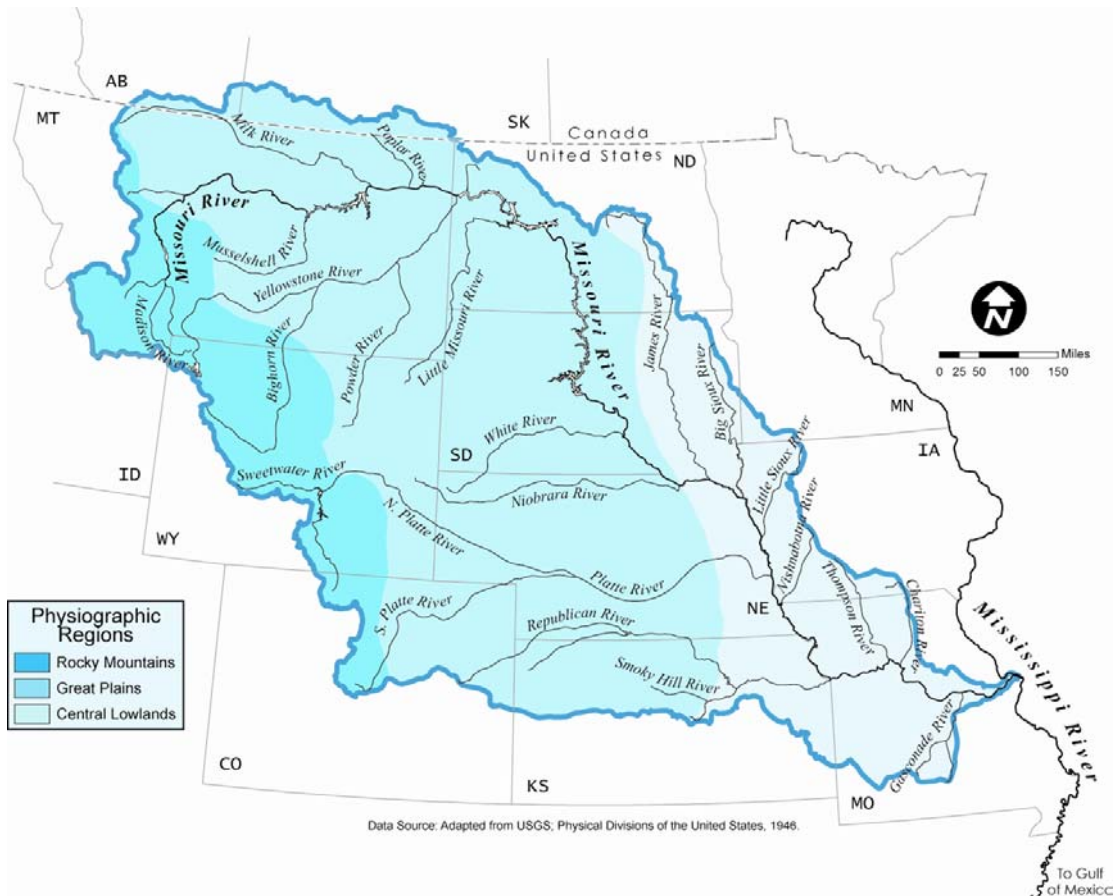 AB
MT
SK
Canada
United States
ND
Milk River
Poplar River
Missouri River
Musselshell River
Yellowstone River
Madison River
Bighorn River
Powder River
Little Missouri River
Missouri River
James River
Big Sioux River
N
0 25 50 100 150 Miles
MN
IA
White River
SD
Little Sioux River
ID
Sweetwater River
Niobrara River
N. Platte River
Nishnabotna River
WY
Platte River
Thompson River
Chariton River
NE
S. Platte River
Republican River
Mississippi River
Smoky Hill River
Gasconade River
Physiographic
Regions
Rocky Mountains
Great Plains
Central Lowlands
CO
KS
MO
Data Source: Adapted from USGS; Physical Divisions of the United States, 1946.
To Gulf
of Mexico